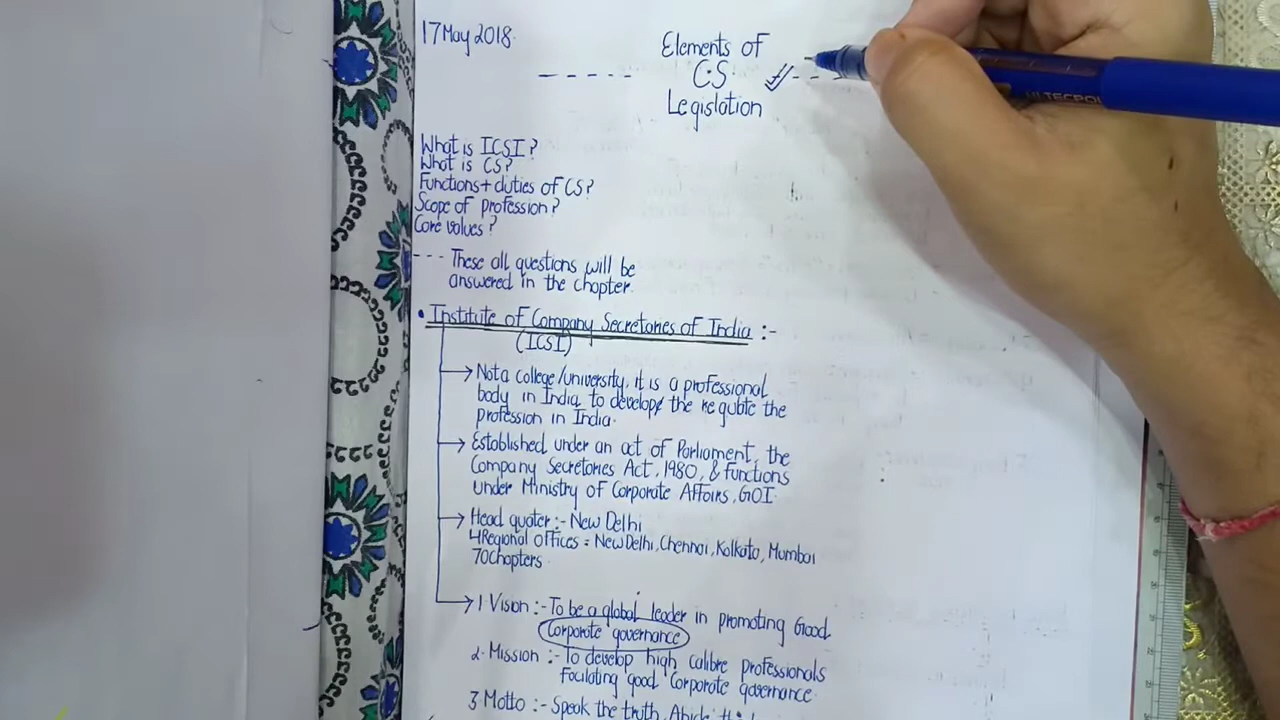 17 May 2018.
Elements of
C.S
Legislation
What is ICSI?
What is CS?
Functions + duties of CS?
Scope of profession?
Core values?
--- These all questions will be
answered in the chapter.
• Institute of Company Secretaries of India :-
(ICSI)
→ Not a college/university, it is a professional
body in India to develop the
profession in India.
→ Established under an act of Parliament, the
Company Secretaries Act, 1980, & functions
under Ministry of Corporate Affairs, GOI.
→ Head quater :- New Delhi
4 Regional offices = New Delhi, Chennai, Kolkata, Mumbai
70 Chapters.
→ 1. Vision :- To be a global leader in promoting Good
Corporate governance
2. Mission :- To develop high calibre professionals
good Corporate governance.
3 Motto :- Speak the truth, Abide
HI-TECPOI